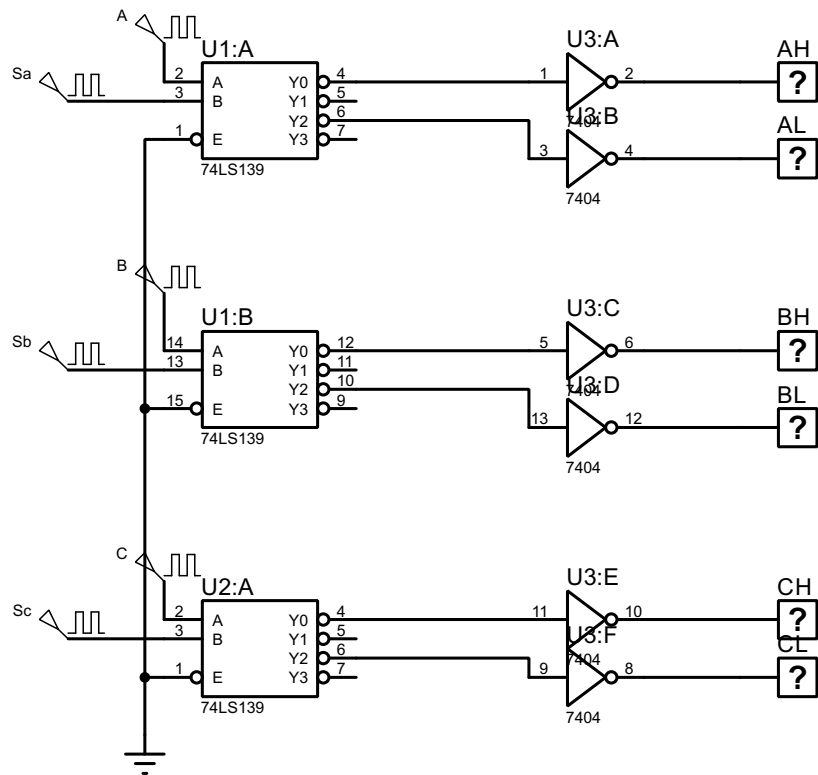 A
U1:A
U3:A
AH
Sa
2
A
Y0
4
1
2
?
3
B
Y1
5
7404
U3:B
AL
Y2
6
1
E
Y3
7
3
4
?
74LS139
7404
B
U1:B
U3:C
BH
Sb
14
A
Y0
12
5
6
?
13
B
Y1
11
7404
U3:D
BL
Y2
10
15
E
Y3
9
13
12
?
74LS139
7404
C
U2:A
U3:E
CH
Sc
2
A
Y0
4
11
10
?
3
B
Y1
5
U3:F
CL
7404
Y2
6
1
E
Y3
7
9
8
?
74LS139
7404